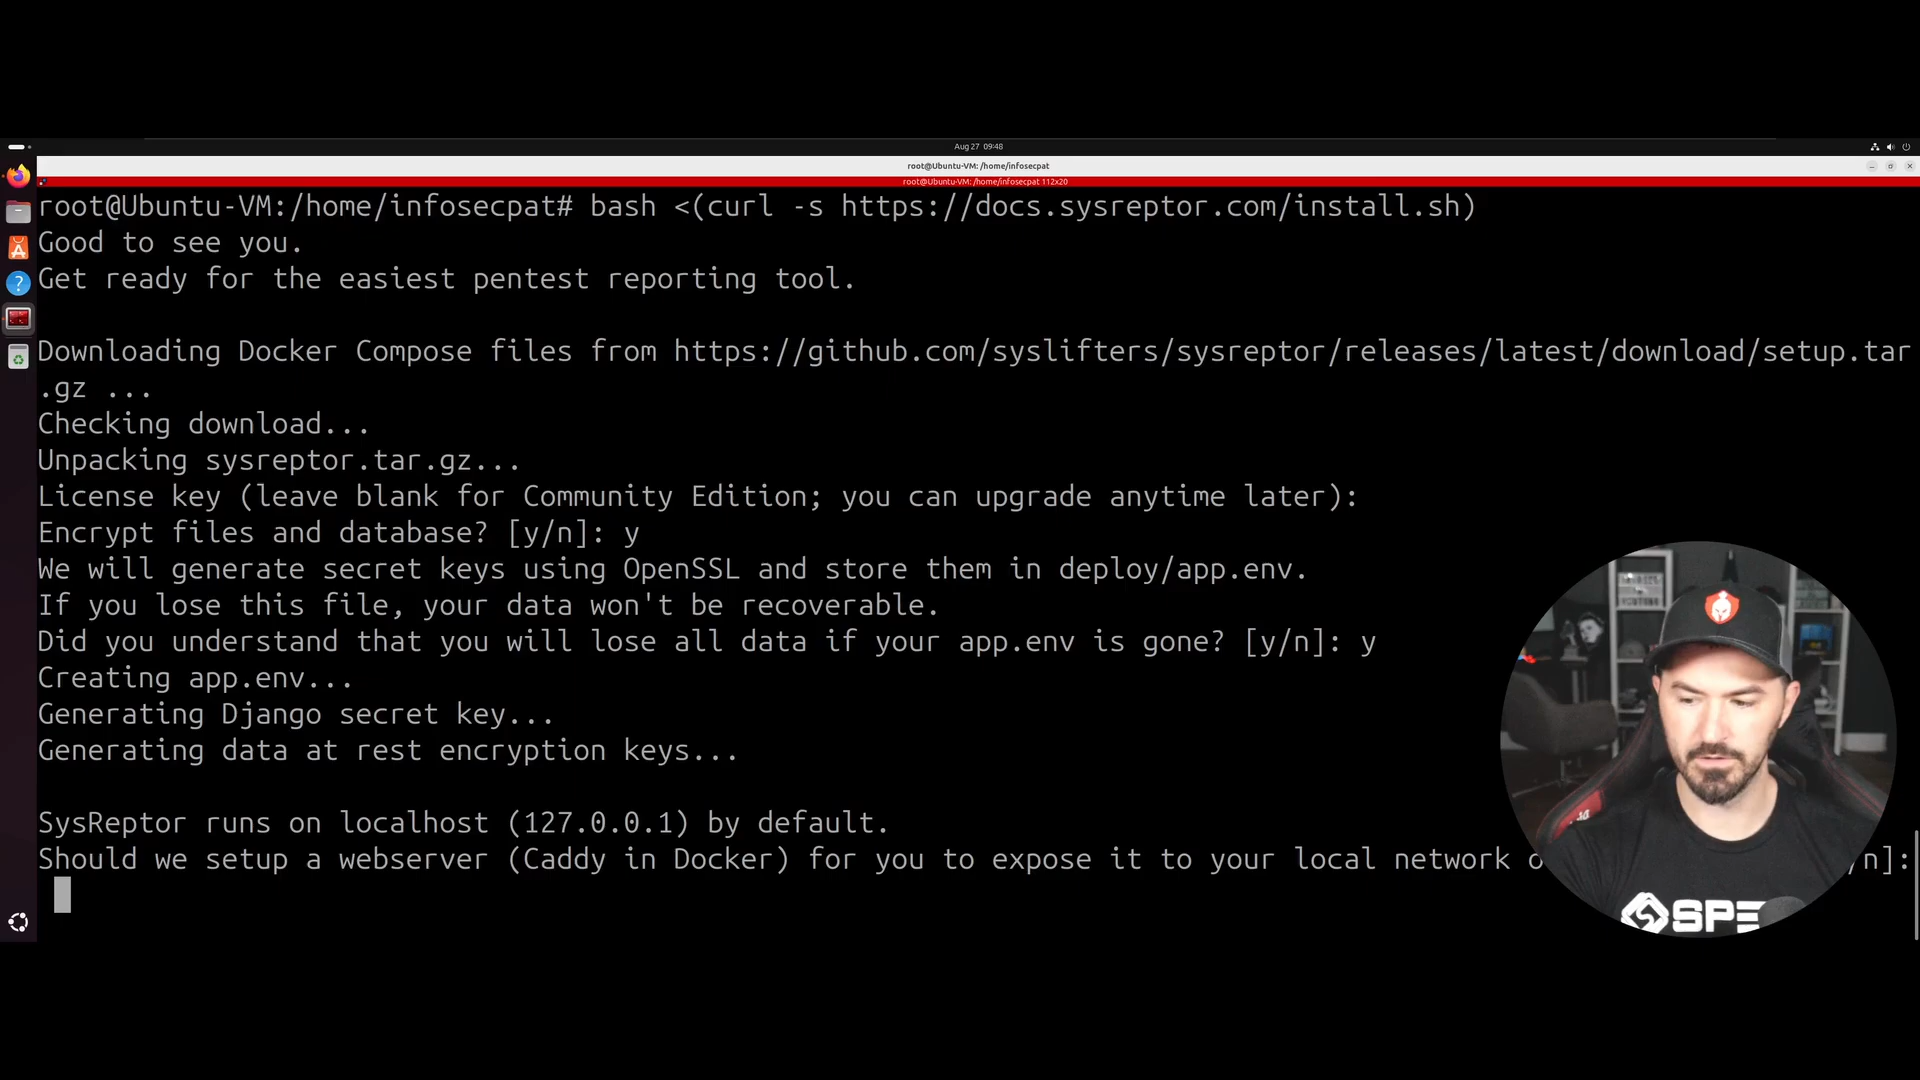 Aug 27 09:48
root@Ubuntu-VM: /home/infosecpat
root@Ubuntu-VM: /home/infosecpat 112x20
root@Ubuntu-VM:/home/infosecpat# bash <(curl -s https://docs.sysreptor.com/install.sh)
Good to see you.
Get ready for the easiest pentest reporting tool.
Downloading Docker Compose files from https://github.com/syslifters/sysreptor/releases/latest/download/setup.tar
.gz ...
Checking download...
Unpacking sysreptor.tar.gz...
License key (leave blank for Community Edition; you can upgrade anytime later):
Encrypt files and database? [y/n]: y
We will generate secret keys using OpenSSL and store them in deploy/app.env.
If you lose this file, your data won't be recoverable.
Did you understand that you will lose all data if your app.env is gone? [y/n]: y
Creating app.env...
Generating Django secret key...
Generating data at rest encryption keys...
SysReptor runs on localhost (127.0.0.1) by default.
Should we setup a webserver (Caddy in Docker) for you to expose it to your local network o /n]:
SPE